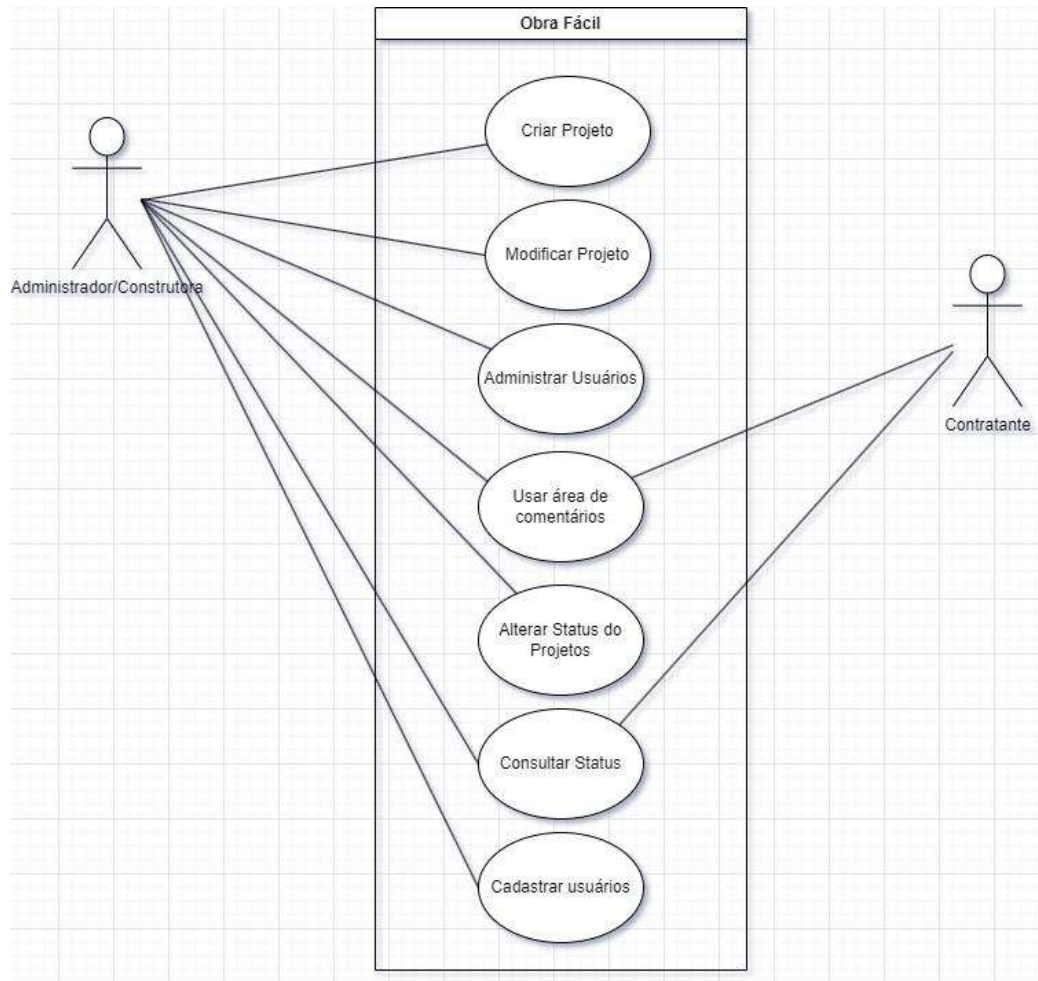 Obra Fácil
Criar Projeto
Modificar Projeto
Administrador/Construtora
Administrar Usuários
Contratante
Usar área de
comentários
Alterar Status do
Projetos
Consultar Status
Cadastrar usuários